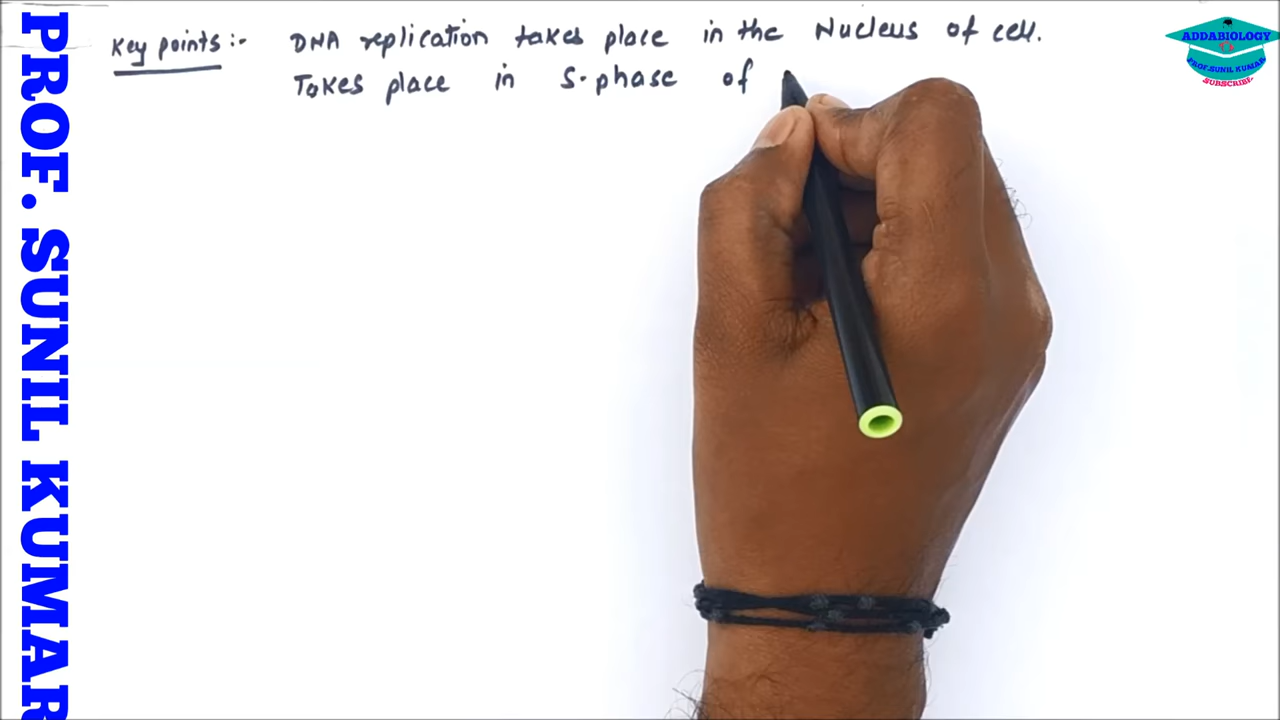 Key points:- DNA replication takes place in the Nucleus of cell.
Takes place in S-phase of
PROF. SUNIL KUMAR
ADDABIOLOGY
PROF.SUNIL KUMAR
SUBSCRIBE